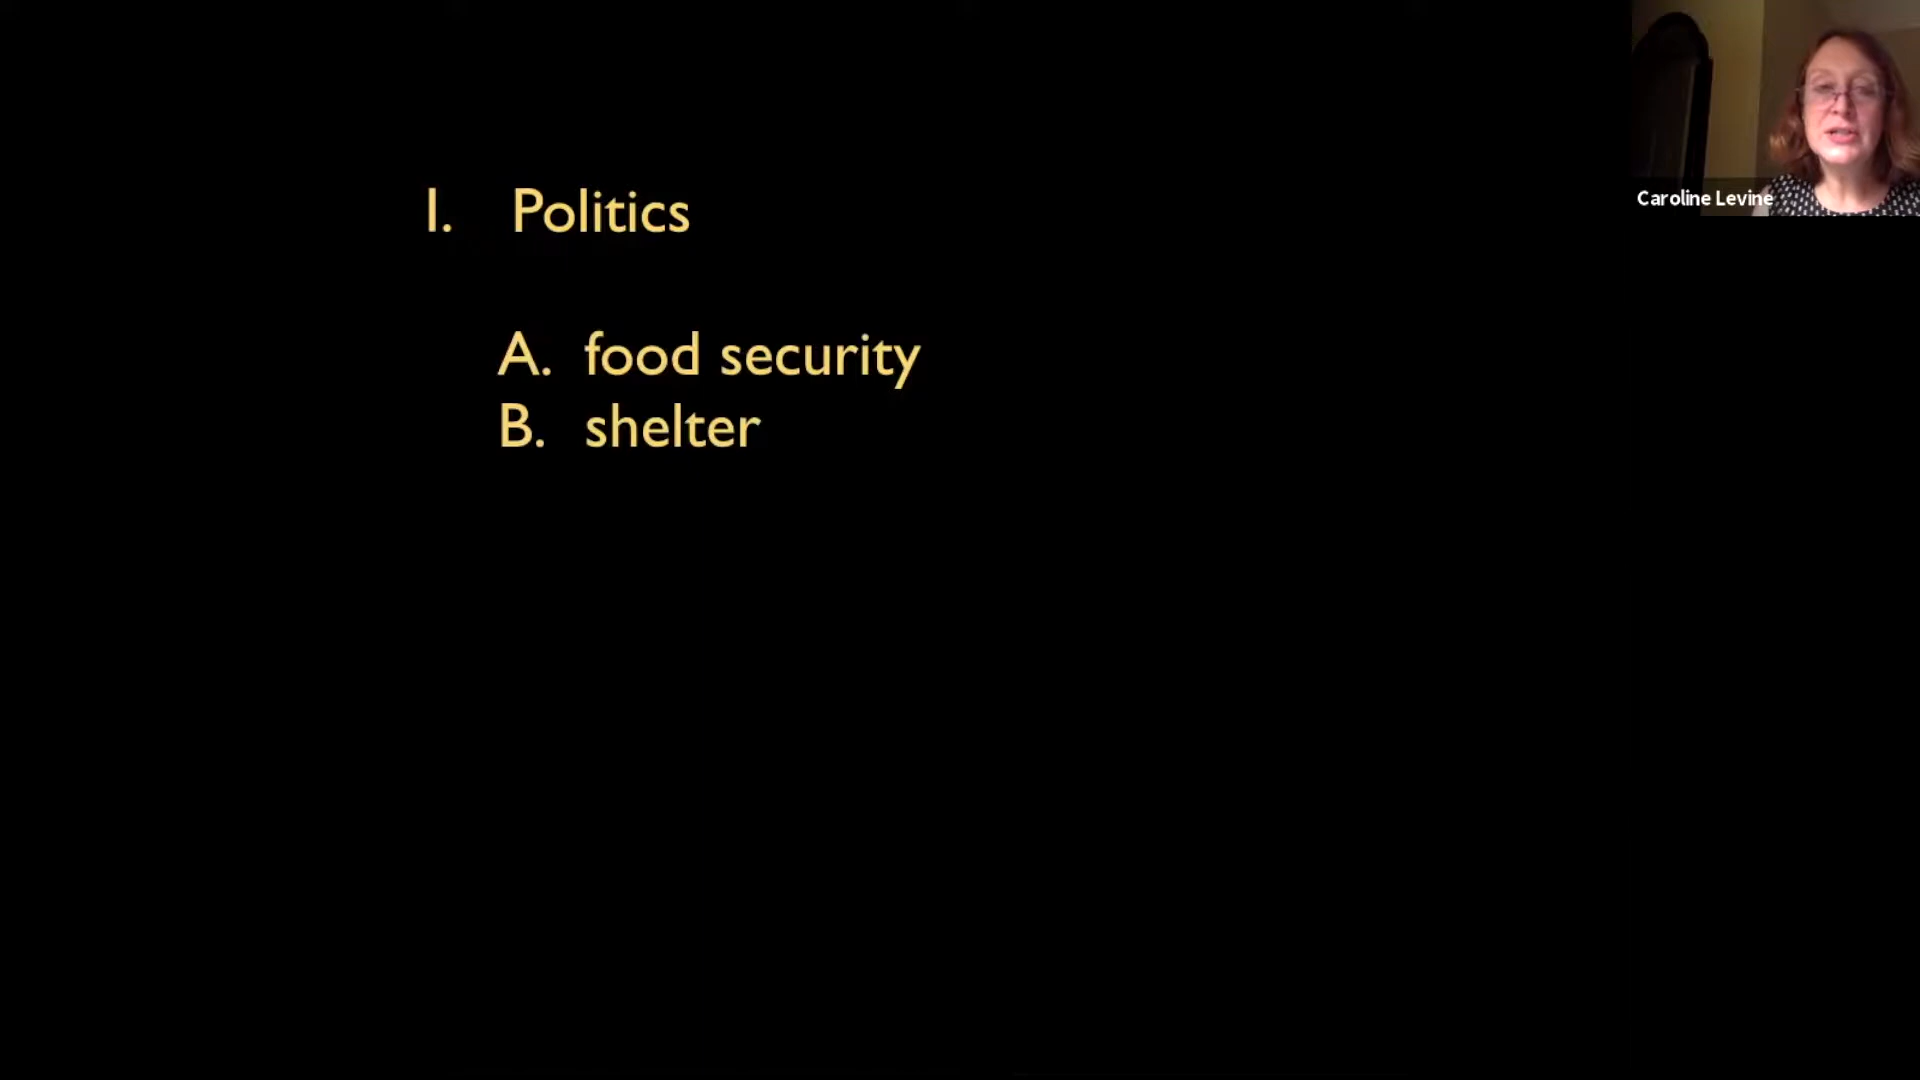 I. Politics
A. food security
B. shelter
Caroline Levine